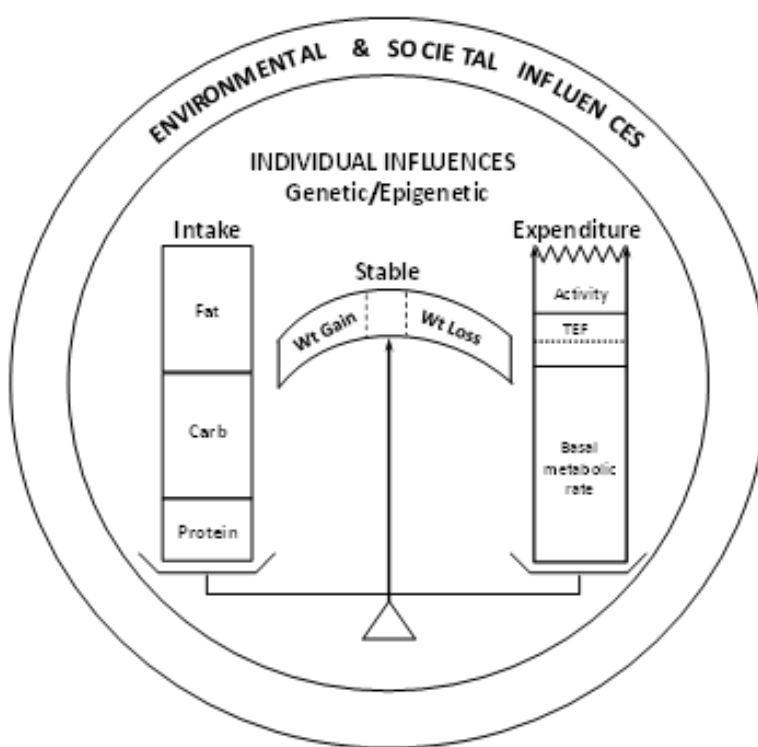 ENVIRONMENTAL & SOCIETAL INFLUENCES
INDIVIDUAL INFLUENCES
Genetic/Epigenetic
Intake
Expenditure
Stable
Fat
Wt Gain
Wt Loss
Activity
TEF
Carb
Basal
metabolic
rate
Protein